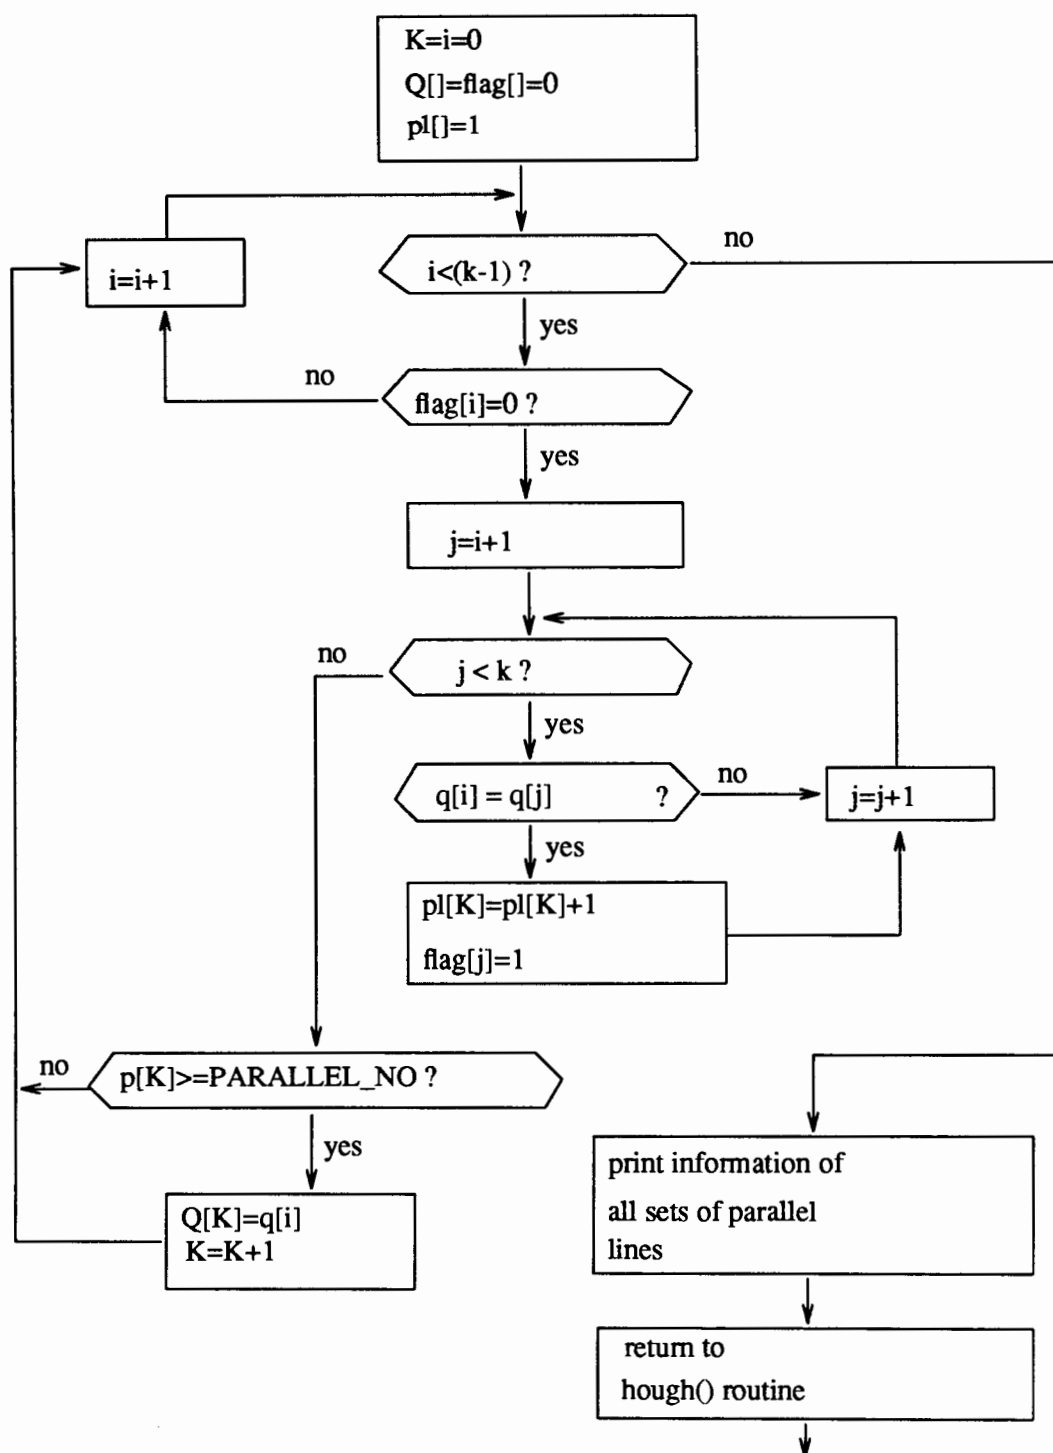 K=i=0
Q[]=flag[]=0
pl[]=1
no
i<(k-1) ?
i=i+1
yes
no
flag[i]=0 ?
yes
j=i+1
no
j < k ?
yes
q[i] = q[j] ?
no
j=j+1
yes
pl[K]=pl[K]+1
flag[j]=1
no
p[K]>=PARALLEL_NO ?
yes
Q[K]=q[i]
K=K+1
print information of
all sets of parallel
lines
return to
hough() routine